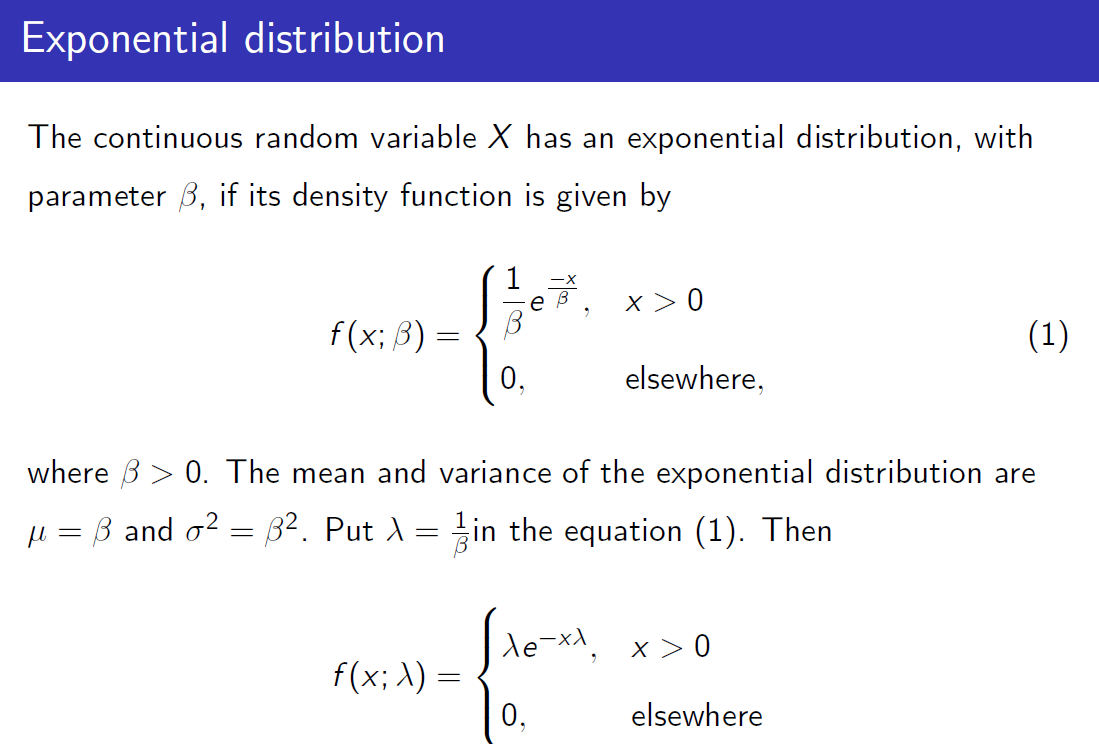 Exponential distribution
The continuous random variable X has an exponential distribution, with
parameter β, if its density function is given by
f(x; β) = { 1/β e^(−x/β), x > 0
0, elsewhere, (1)
where β > 0. The mean and variance of the exponential distribution are
μ = β and σ² = β². Put λ = 1/β in the equation (1). Then
f(x; λ) = { λe^(−xλ), x > 0
0, elsewhere